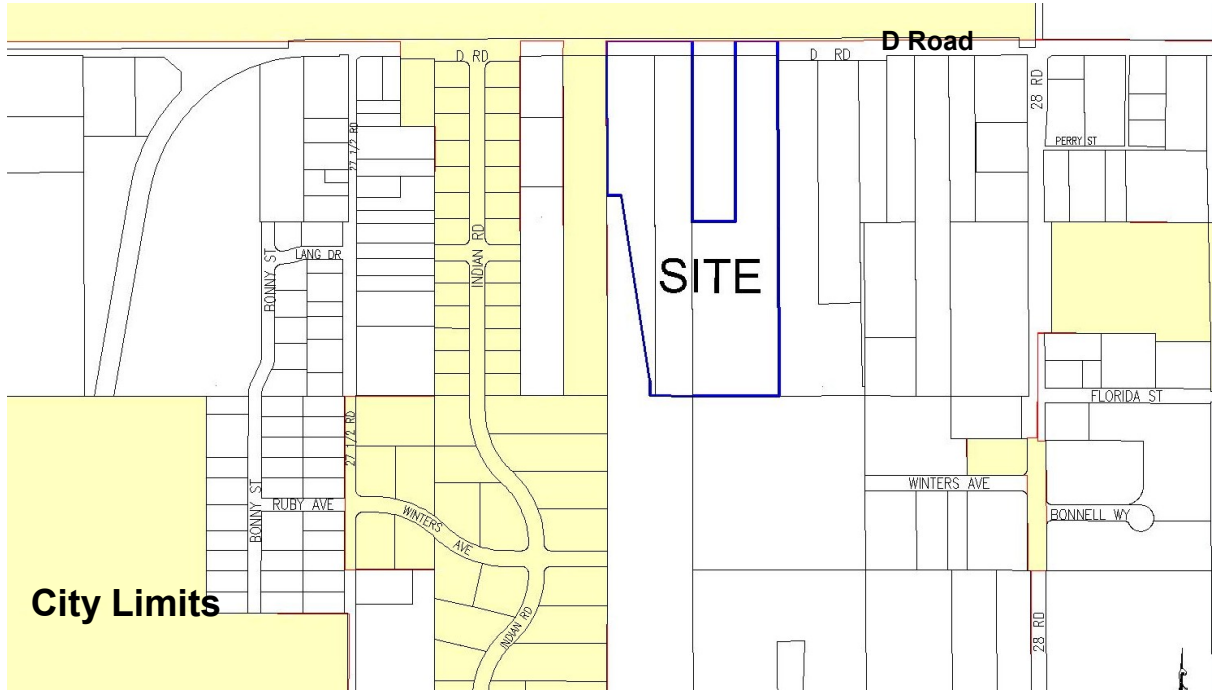 D Road
D RD
D RD
28 RD
27 1/2 RD
PERRY ST
INDIAN RD
LANG DR
BONNY ST
SITE
FLORIDA ST
27 1/2 RD
BONNY ST
RUBY AVE
WINTERS AVE
WINTERS AVE
BONNELL WY
City Limits
INDIAN RD
28 RD